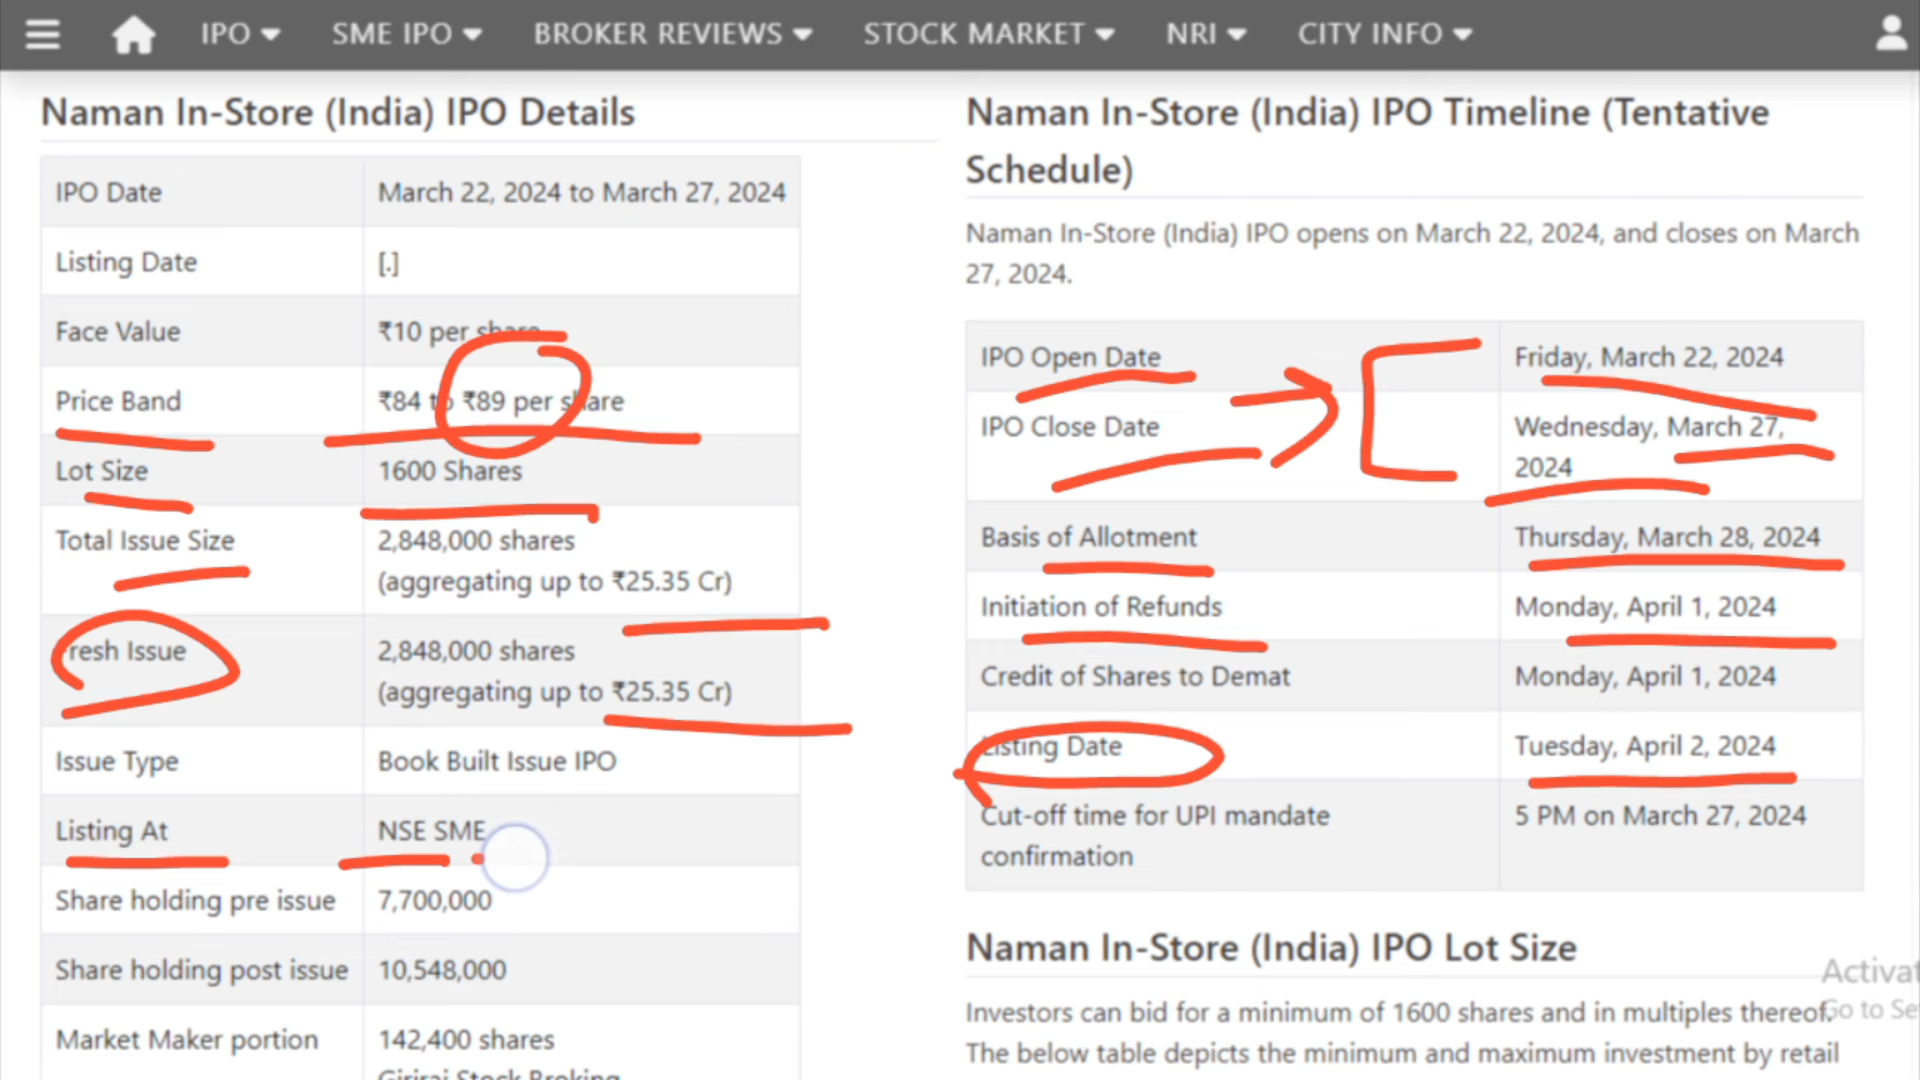 IPO SME IPO BROKER REVIEWS STOCK MARKET NRI CITY INFO
Naman In-Store (India) IPO Details
IPO Date March 22, 2024 to March 27, 2024
Listing Date [.]
Face Value ₹10 per share
Price Band ₹84 to ₹89 per share
Lot Size 1600 Shares
Total Issue Size 2,848,000 shares
(aggregating up to ₹25.35 Cr)
Fresh Issue 2,848,000 shares
(aggregating up to ₹25.35 Cr)
Issue Type Book Built Issue IPO
Listing At NSE SME
Share holding pre issue 7,700,000
Share holding post issue 10,548,000
Market Maker portion 142,400 shares
Giriraj Stock Broking
Naman In-Store (India) IPO Timeline (Tentative
Schedule)
Naman In-Store (India) IPO opens on March 22, 2024, and closes on March
27, 2024.
IPO Open Date Friday, March 22, 2024
IPO Close Date Wednesday, March 27,
2024
Basis of Allotment Thursday, March 28, 2024
Initiation of Refunds Monday, April 1, 2024
Credit of Shares to Demat Monday, April 1, 2024
Listing Date Tuesday, April 2, 2024
Cut-off time for UPI mandate 5 PM on March 27, 2024
confirmation
Naman In-Store (India) IPO Lot Size
Investors can bid for a minimum of 1600 shares and in multiples thereof.
The below table depicts the minimum and maximum investment by retail
Activat
Go to Se